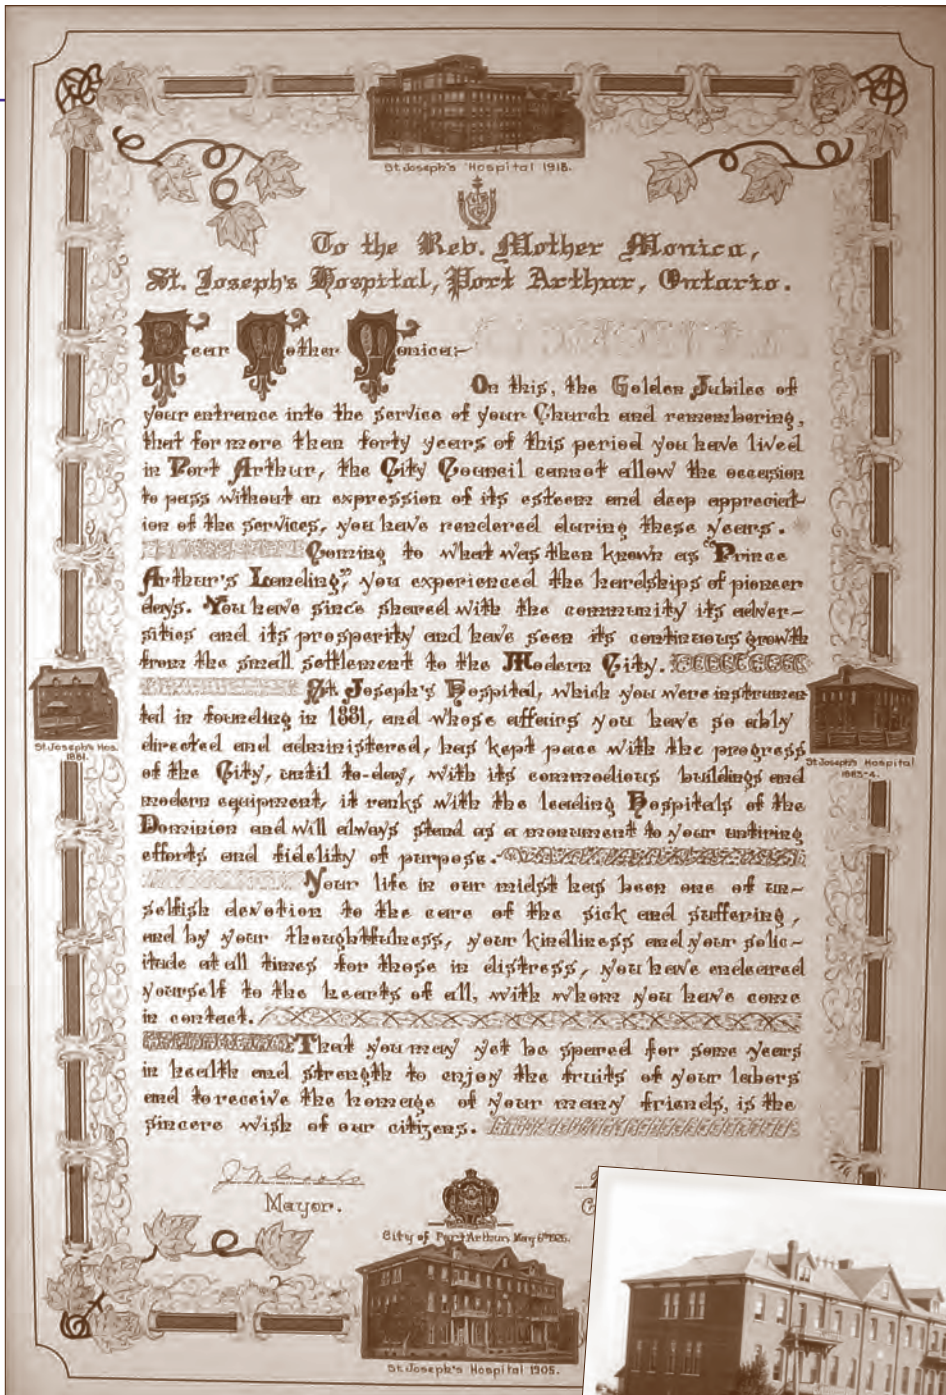 St. Joseph's Hospital 1918.
To the Rev. Mother Monica,
St. Joseph's Hospital, Port Arthur, Ontario.
Dear Mother Monica:-
On this, the Golden Jubilee of
your entrance into the service of your Church and remembering,
that for more than forty years of this period you have lived
in Port Arthur, the City Council cannot allow the occasion
to pass without an expression of its esteem and deep appreciat-
ion of the services, you have rendered during these years.
Coming to what was then known as "Prince
Arthur's Landing," you experienced the hardships of pioneer
days. You have since shared with the community its adver-
sities and its prosperity and have seen its continuous growth
from the small settlement to the Modern City.
St. Joseph's Hospital, which you were instrumen
tal in founding in 1881, and whose affairs you have so ably
directed and administered, has kept pace with the progress
of the City, until to-day, with its commodious buildings and
modern equipment, it ranks with the leading Hospitals of the
Dominion and will always stand as a monument to your untiring
efforts and fidelity of purpose.
Your life in our midst has been one of un-
selfish devotion to the care of the sick and suffering,
and by your thoughtfulness, your kindliness and your solic-
itude at all times for those in distress, you have endeared
yourself to the hearts of all, with whom you have come
in contact.
That you may yet be spared for some years
in health and strength to enjoy the fruits of your labors
and to receive the homage of your many friends, is the
sincere wish of our citizens.
St. Joseph's Hos.
1881.
St. Joseph's Hospital
1883-4.
Mayor.
City of Port Arthur, May 6th 1926.
St. Joseph's Hospital 1905.